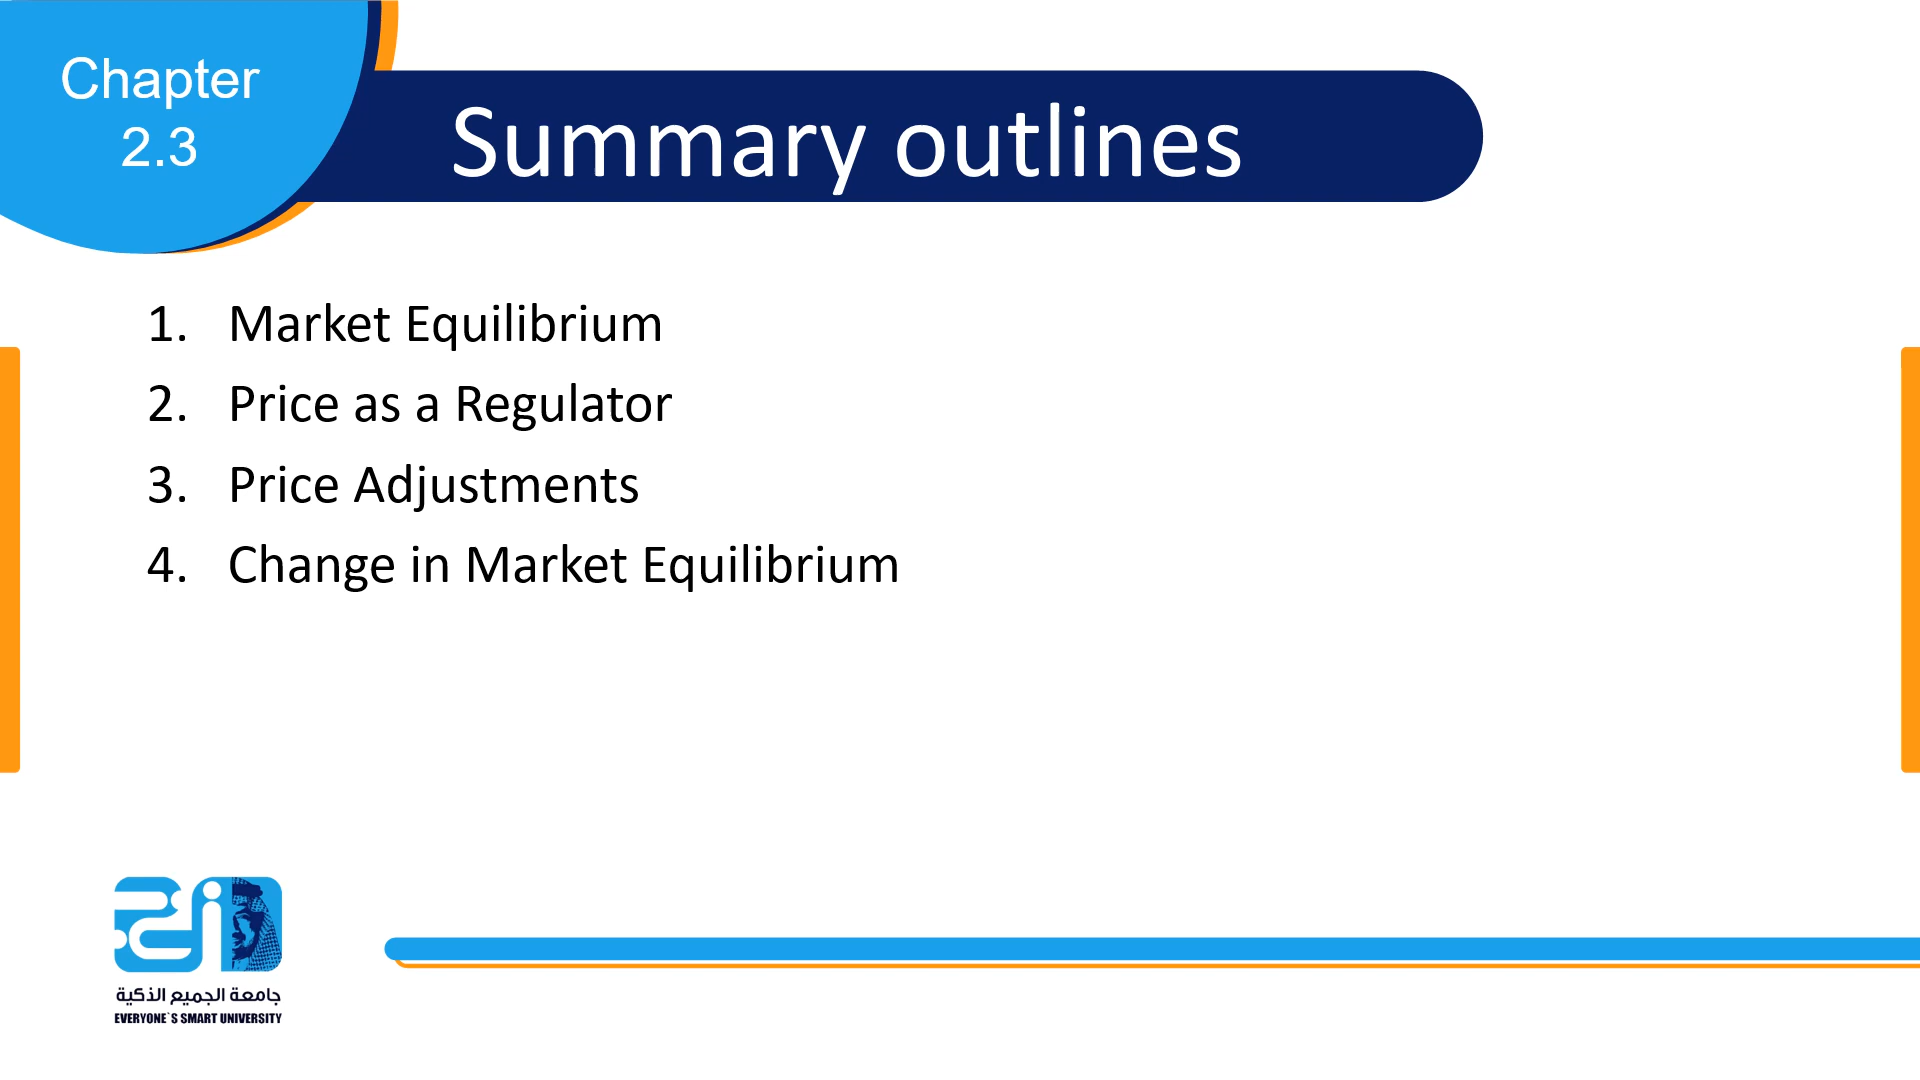 Chapter
2.3
Summary outlines
1. Market Equilibrium
2. Price as a Regulator
3. Price Adjustments
4. Change in Market Equilibrium
جامعة الجميع الذكية
EVERYONE`S SMART UNIVERSITY